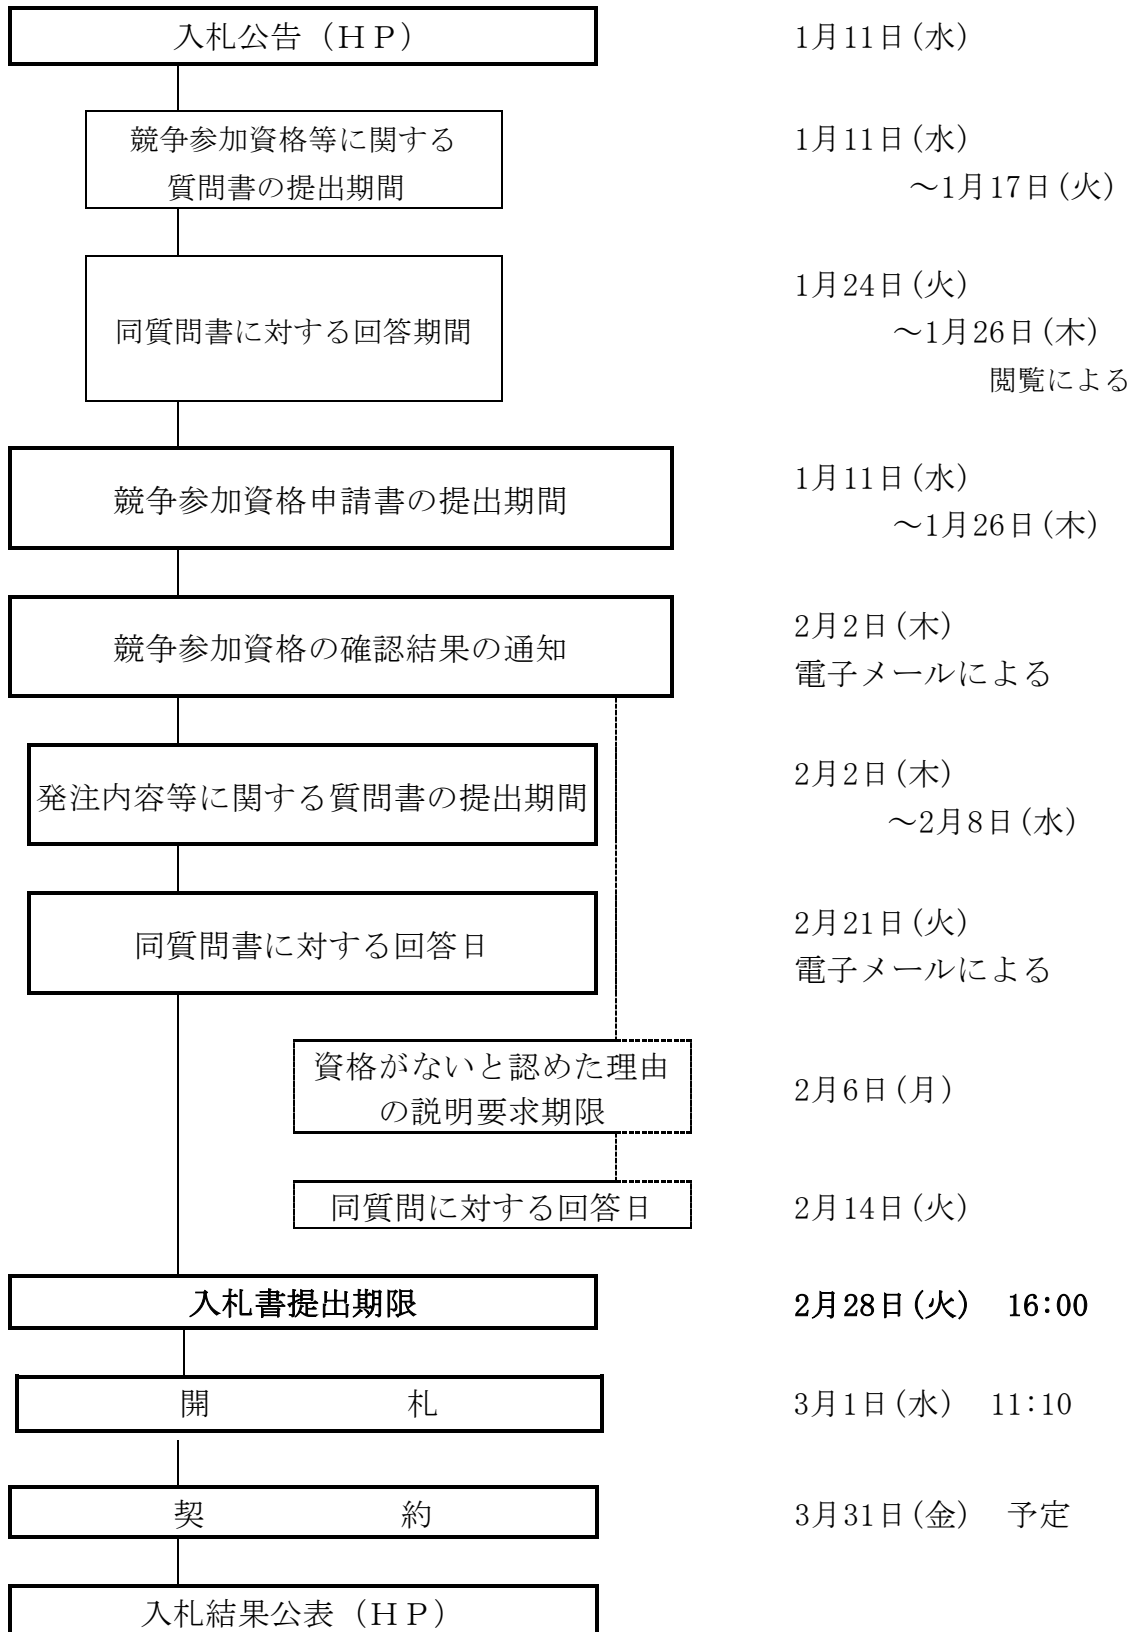 入札公告（ＨＰ）
1月11日(水)
競争参加資格等に関する
質問書の提出期間
1月11日(水)
～1月17日(火)
同質問書に対する回答期間
1月24日(火)
～1月26日(木)
閲覧による
競争参加資格申請書の提出期間
1月11日(水)
～1月26日(木)
競争参加資格の確認結果の通知
2月2日(木)
電子メールによる
発注内容等に関する質問書の提出期間
2月2日(木)
～2月8日(水)
同質問書に対する回答日
2月21日(火)
電子メールによる
資格がないと認めた理由
の説明要求期限
2月6日(月)
同質問に対する回答日
2月14日(火)
入札書提出期限
2月28日(火)　16:00
開　札
3月1日(水)　11:10
契　約
3月31日(金)　予定
入札結果公表（ＨＰ）